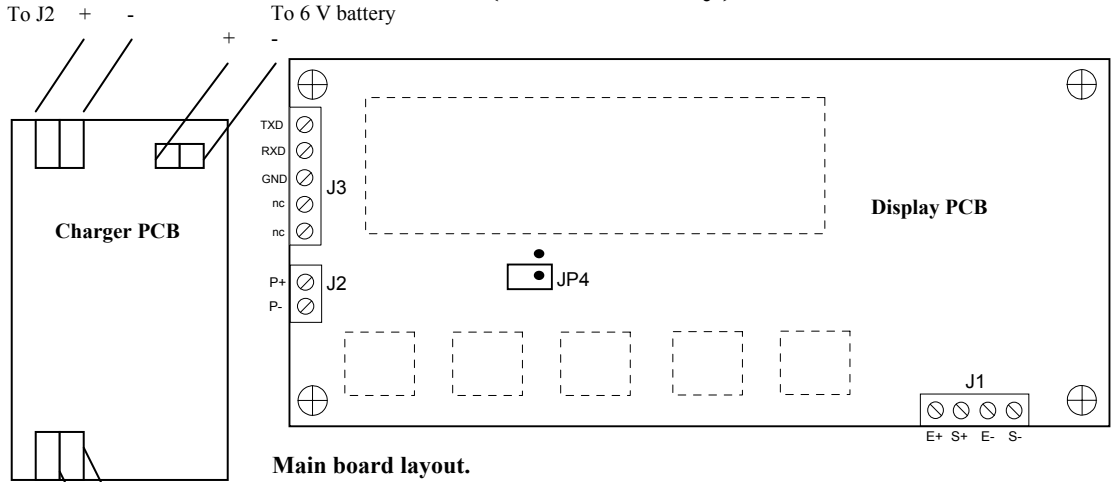 To J2 + -
To 6 V battery
+ -
TXD
RXD
GND
nc
nc
J3
P+
P-
J2
JP4
Charger PCB
Display PCB
J1
E+ S+ E- S-
Main board layout.